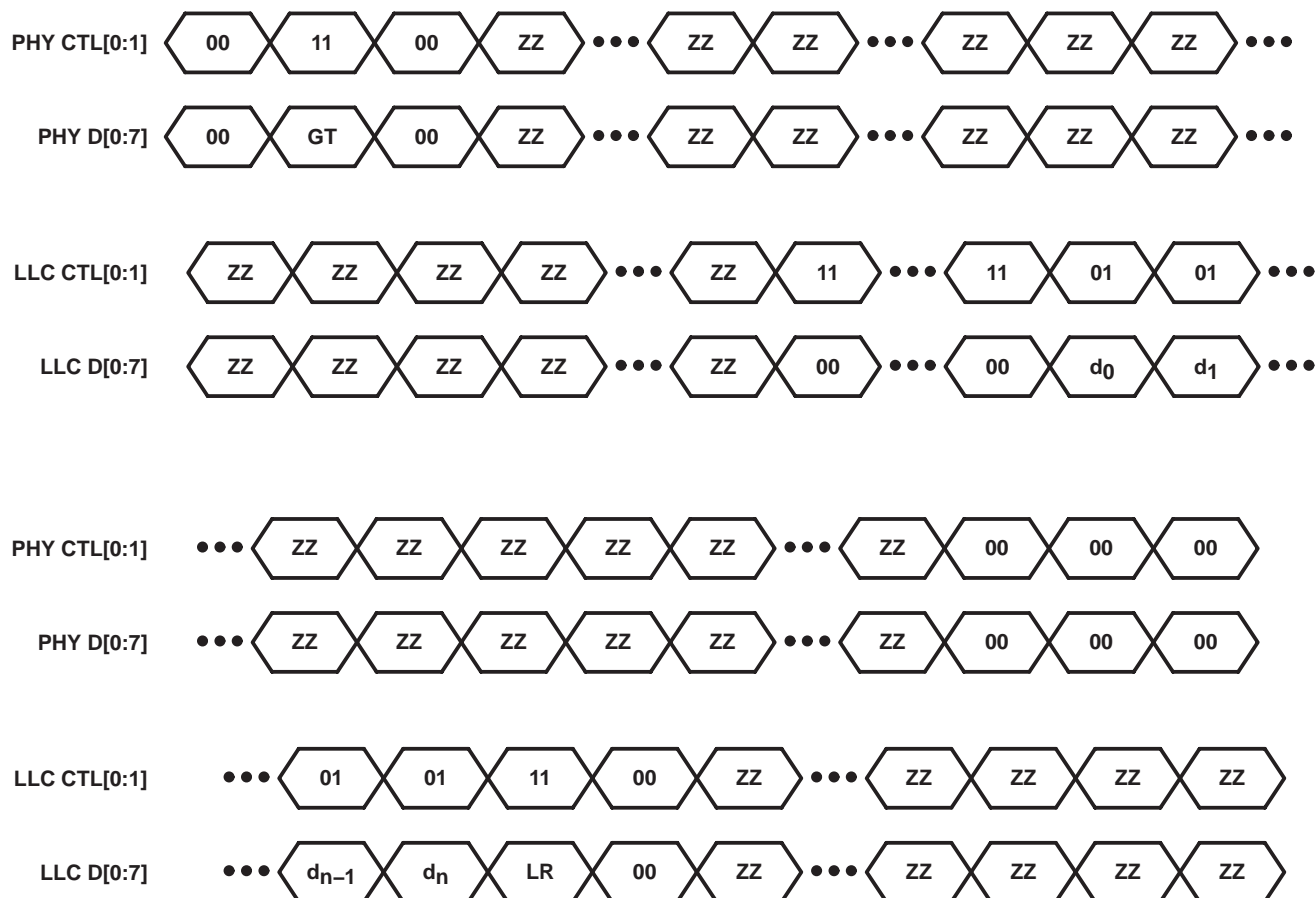 PHY CTL[0:1] 00 11 00 ZZ ••• ZZ ZZ ••• ZZ ZZ ZZ •••
PHY D[0:7] 00 GT 00 ZZ ••• ZZ ZZ ••• ZZ ZZ ZZ •••
LLC CTL[0:1] ZZ ZZ ZZ ZZ ••• ZZ 11 ••• 11 01 01 •••
LLC D[0:7] ZZ ZZ ZZ ZZ ••• ZZ 00 ••• 00 d0 d1 •••
PHY CTL[0:1] ••• ZZ ZZ ZZ ZZ ZZ ••• ZZ 00 00 00
PHY D[0:7] ••• ZZ ZZ ZZ ZZ ZZ ••• ZZ 00 00 00
LLC CTL[0:1] ••• 01 01 11 00 ZZ ••• ZZ ZZ ZZ ZZ
LLC D[0:7] ••• dn–1 dn LR 00 ZZ ••• ZZ ZZ ZZ ZZ